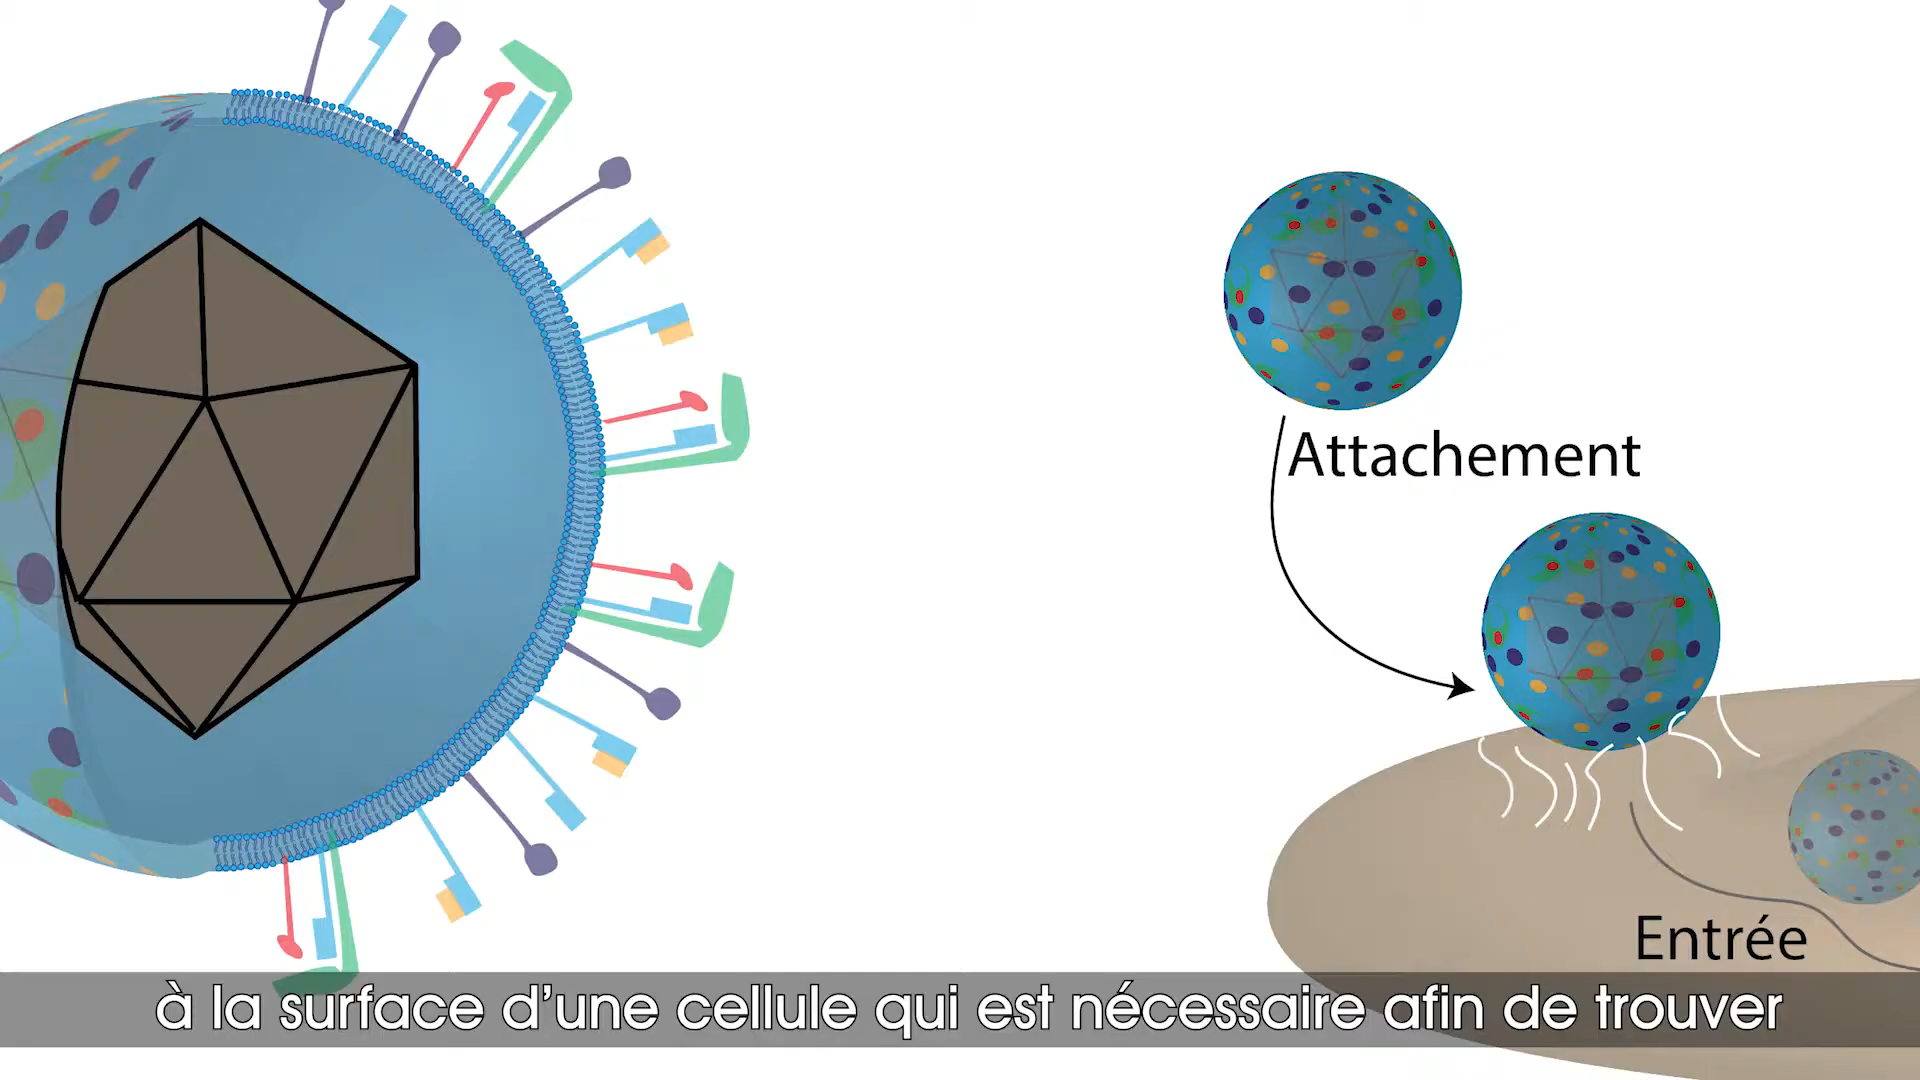 Attachement
Entrée
à la surface d’une cellule qui est nécessaire afin de trouver